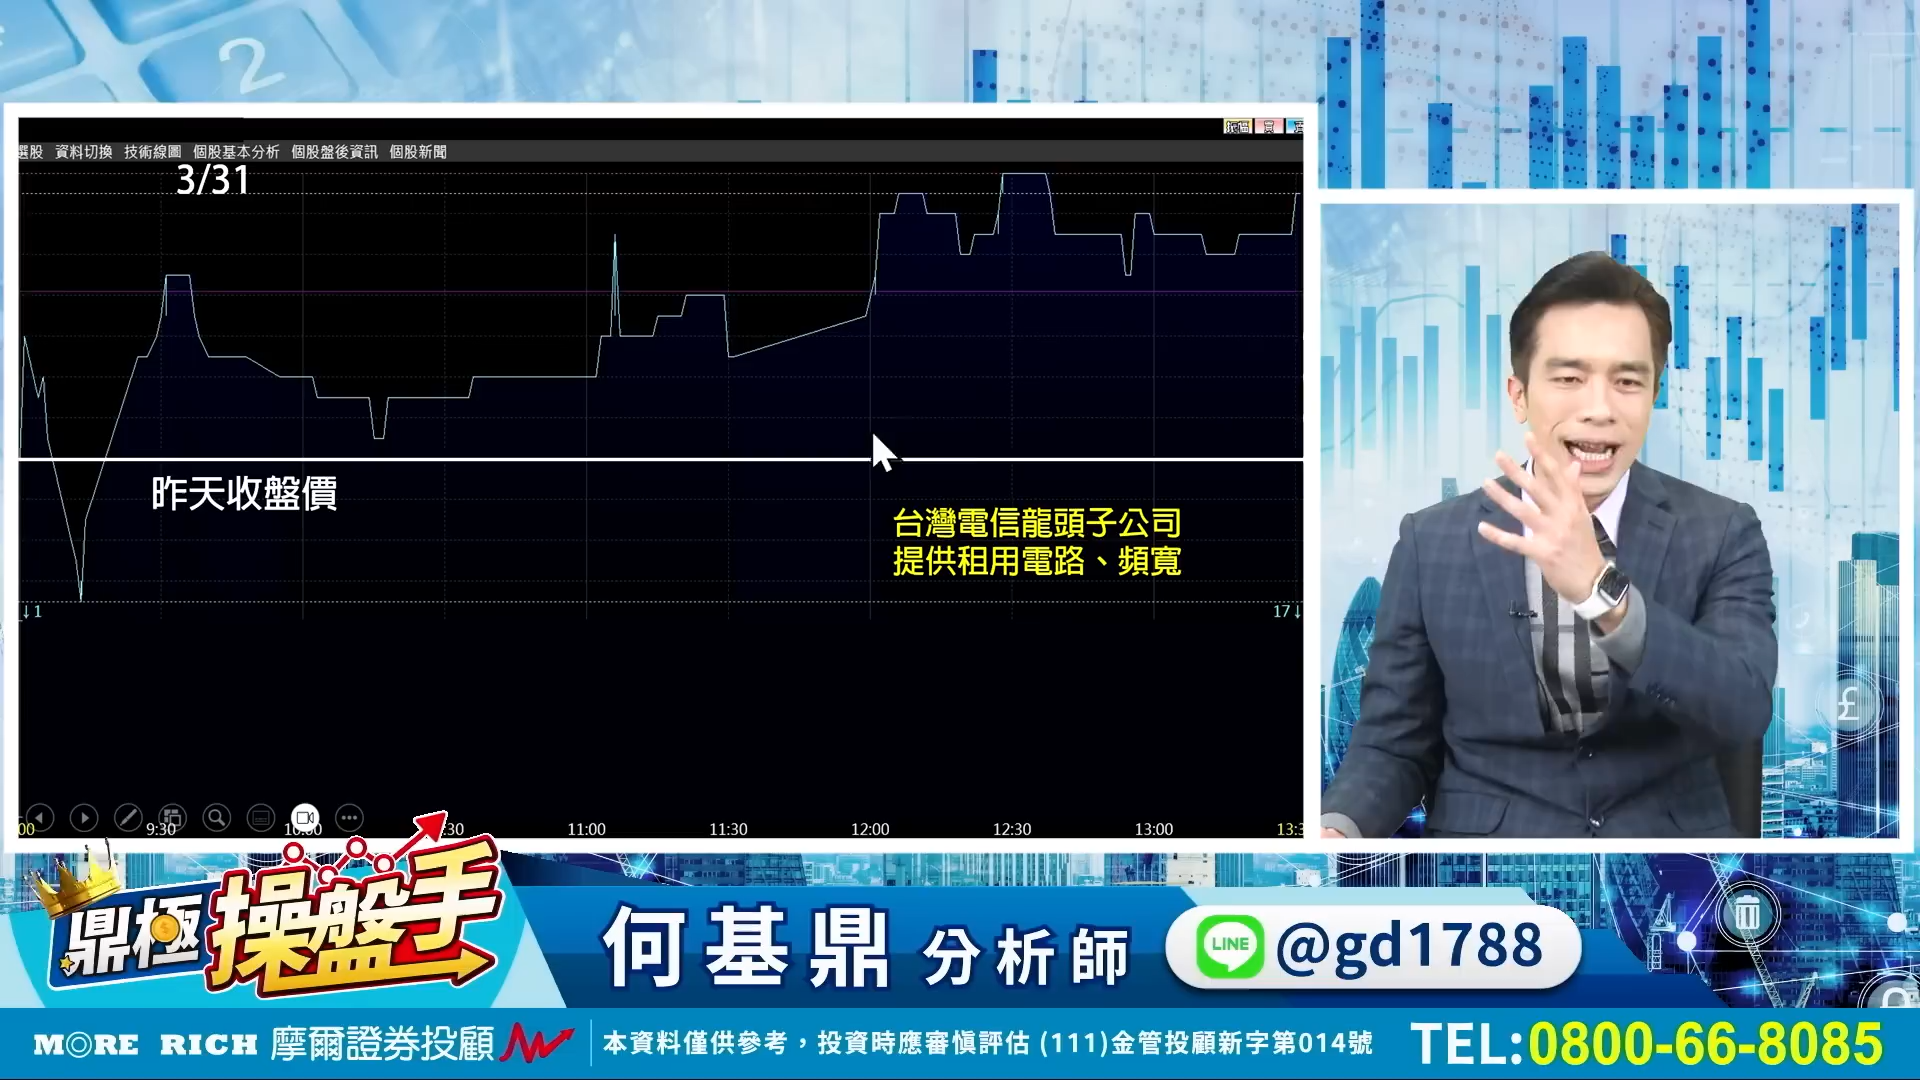 2
選股 資料切換 技術線圖 個股基本分析 個股盤後資訊 個股新聞
3/31
昨天收盤價
台灣電信龍頭子公司
提供租用電路、頻寬
↓1
17↓
9:30
10:00
11:00
11:30
12:00
12:30
13:00
£
鼎極操盤手
何基鼎 分析師
LINE @gd1788
MORE RICH 摩爾證券投顧
本資料僅供參考，投資時應審慎評估 (111)金管投顧新字第014號
TEL:0800-66-8085